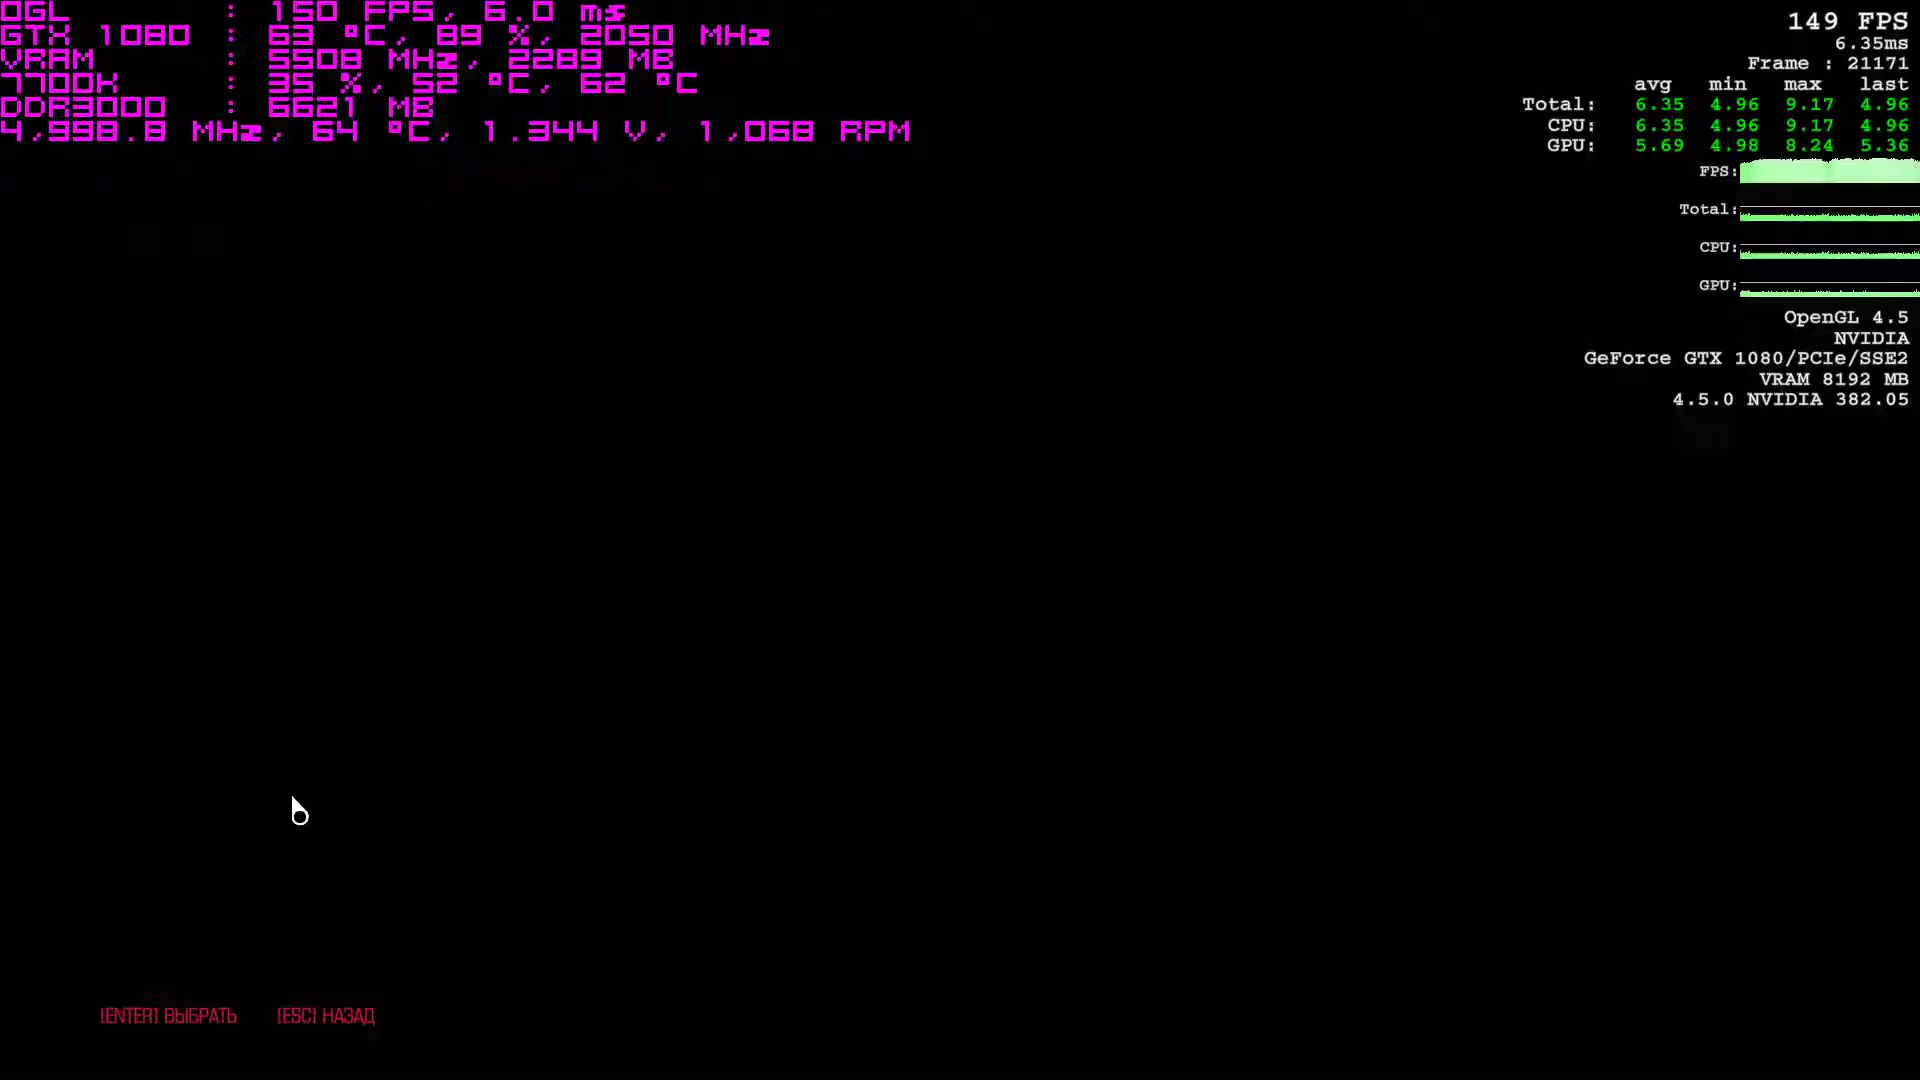 OGL : 150 FPS, 6.0 ms
GTX 1080 : 63 °C, 89 %, 2050 MHz
VRAM : 5508 MHz, 2289 MB
7700K : 35 %, 52 °C, 62 °C
DDR3000 : 6621 MB
4,998.8 MHz, 64 °C, 1.344 V, 1,068 RPM
149 FPS
6.35ms
Frame : 21171
avg min max last
Total: 6.35 4.96 9.17 4.96
CPU: 6.35 4.96 9.17 4.96
GPU: 5.69 4.98 8.24 5.36
FPS:
Total:
CPU:
GPU:
OpenGL 4.5
NVIDIA
GeForce GTX 1080/PCIe/SSE2
VRAM 8192 MB
4.5.0 NVIDIA 382.05
[ENTER] ВЫБРАТЬ [ESC] НАЗАД